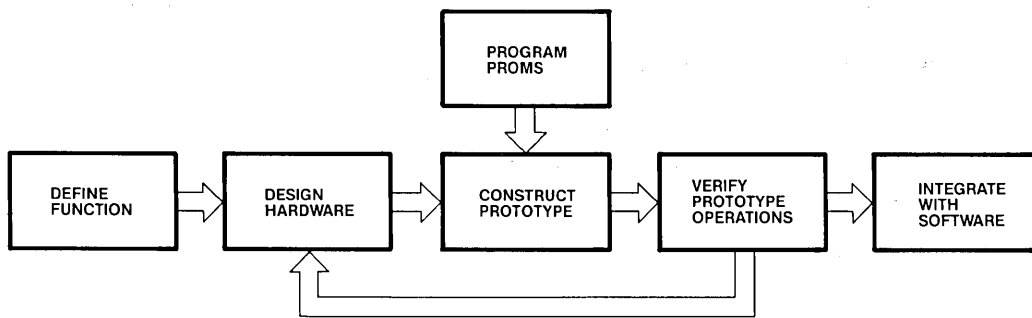 PROGRAM
PROMS
DEFINE
FUNCTION
DESIGN
HARDWARE
CONSTRUCT
PROTOTYPE
VERIFY
PROTOTYPE
OPERATIONS
INTEGRATE
WITH
SOFTWARE